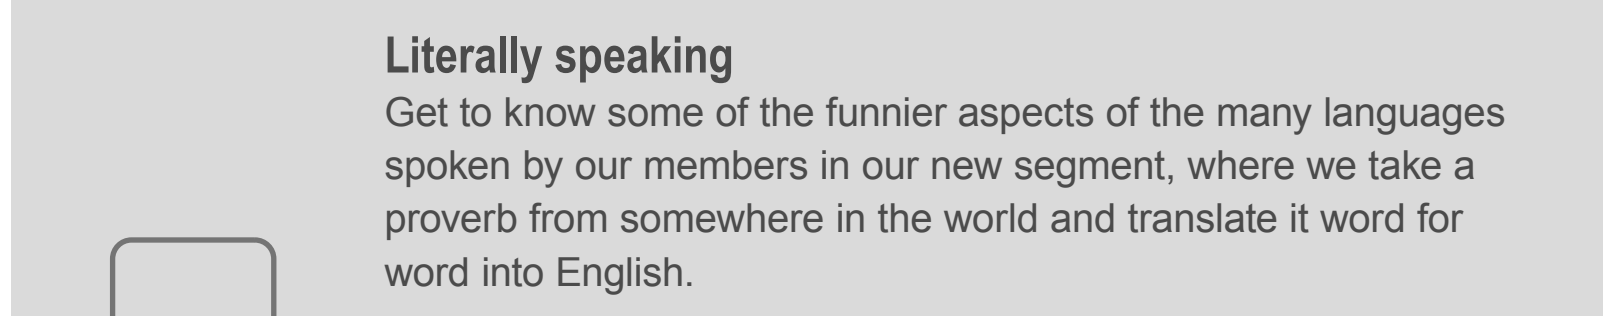 Literally speaking
Get to know some of the funnier aspects of the many languages
spoken by our members in our new segment, where we take a
proverb from somewhere in the world and translate it word for
word into English.